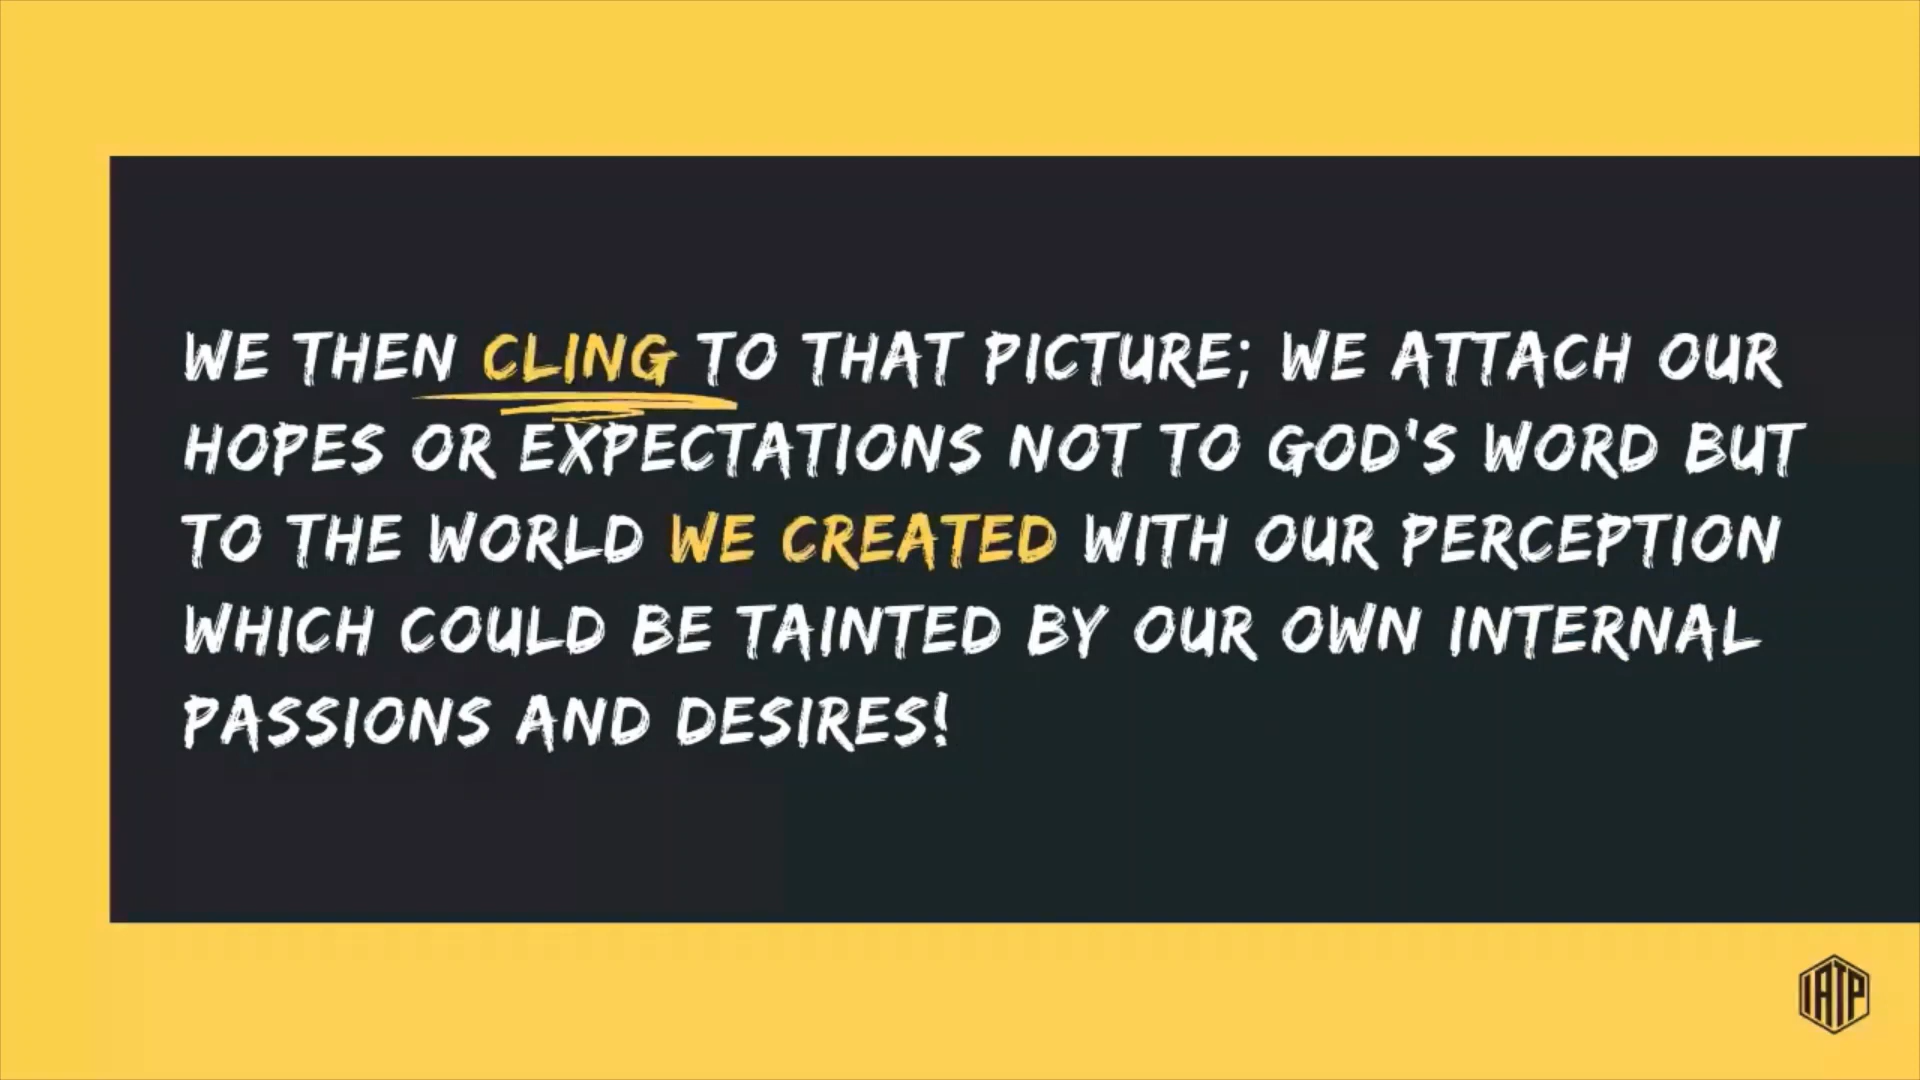 WE THEN CLING TO THAT PICTURE; WE ATTACH OUR
HOPES OR EXPECTATIONS NOT TO GOD'S WORD BUT
TO THE WORLD WE CREATED WITH OUR PERCEPTION
WHICH COULD BE TAINTED BY OUR OWN INTERNAL
PASSIONS AND DESIRES!
IATP